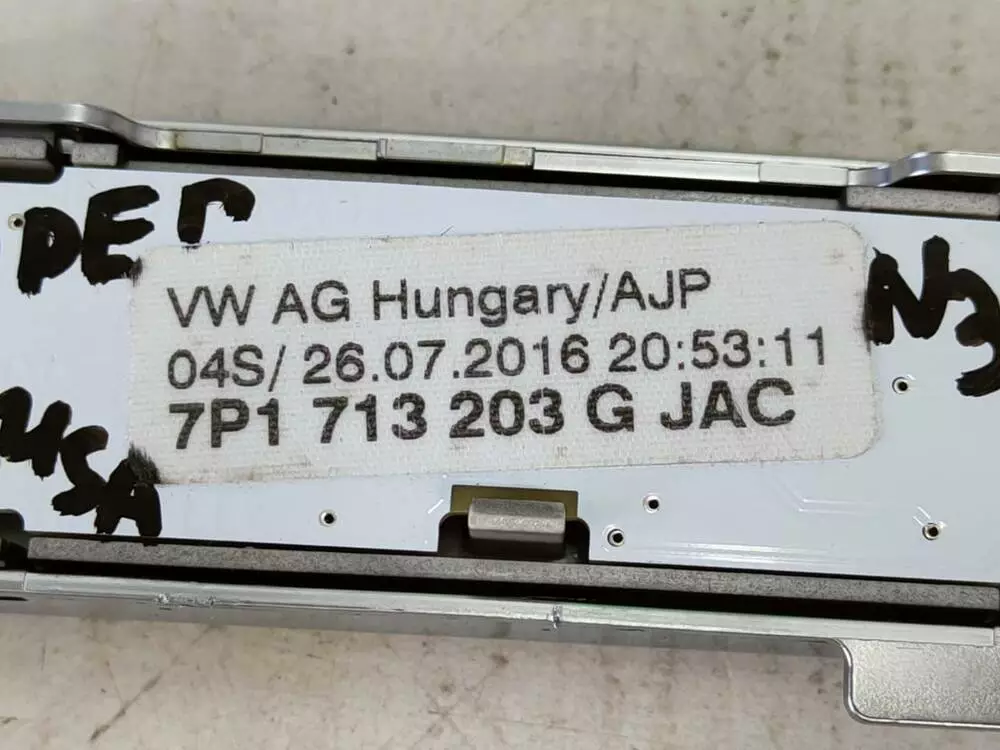 VW AG Hungary/AJP
04S/ 26.07.2016 20:53:11
7P1 713 203 G JAC